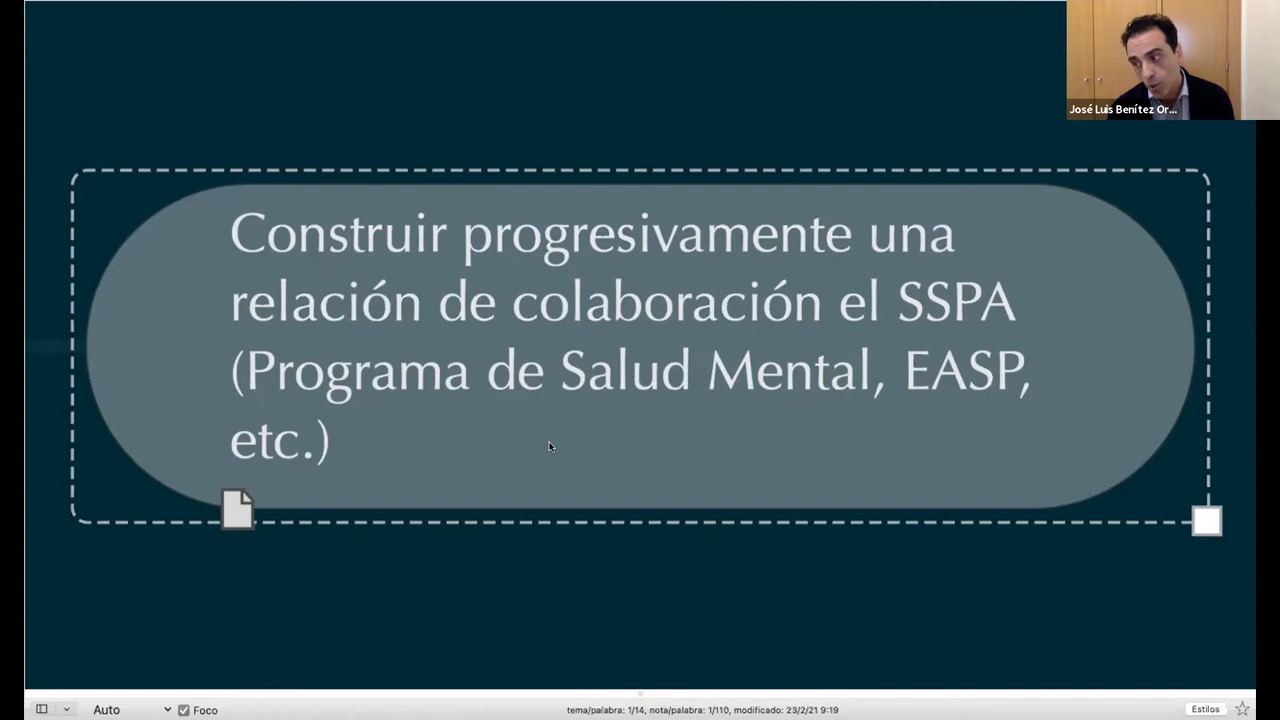 José Luis Benítez Or...
Construir progresivamente una
relación de colaboración el SSPA
(Programa de Salud Mental, EASP,
etc.)
Auto
Foco
tema/palabra: 1/14, nota/palabra: 1/110, modificado: 23/2/21 9:19
Estilos